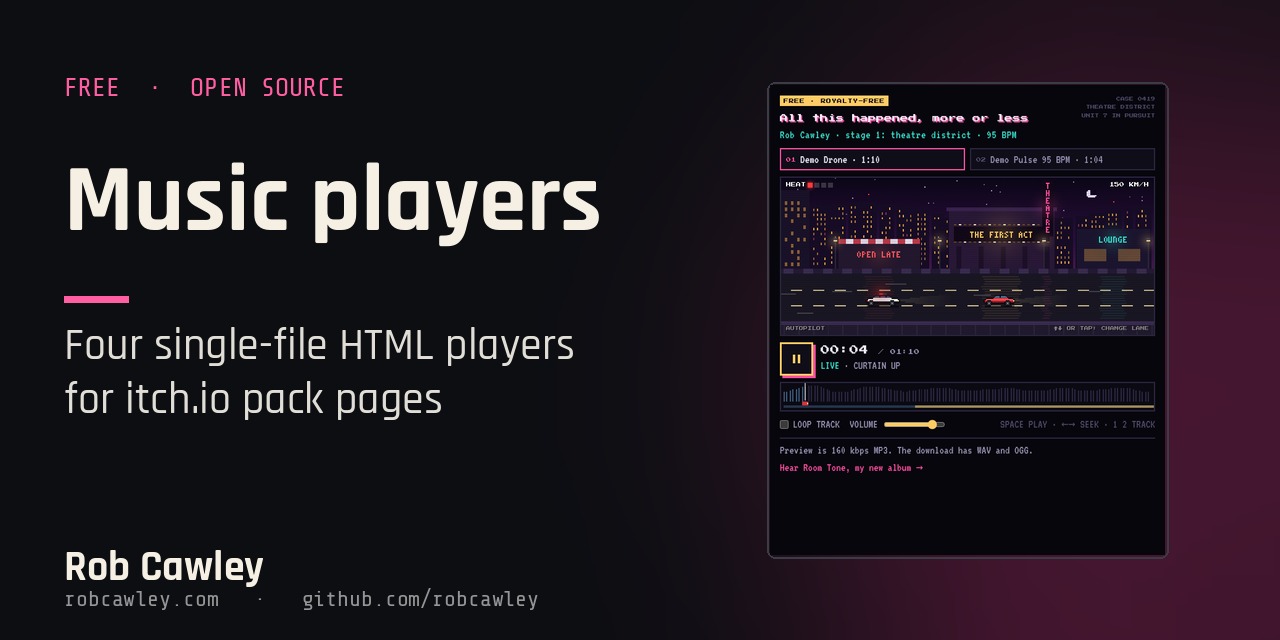 FREE · OPEN SOURCE
Music players
Four single-file HTML players
for itch.io pack pages
Rob Cawley
robcawley.com · github.com/robcawley
FREE · ROYALTY-FREE
CASE 0419
THEATRE DISTRICT
UNIT 7 IN PURSUIT
All this happened, more or less
Rob Cawley · stage 1: theatre district · 95 BPM
01 Demo Drone · 1:10
02 Demo Pulse 95 BPM · 1:04
HEAT
150 KM/H
THEATRE
THE FIRST ACT
OPEN LATE
LOUNGE
AUTOPILOT
↑↓ OR TAP: CHANGE LANE
00:04 / 01:10
LIVE · CURTAIN UP
LOOP TRACK VOLUME
SPACE PLAY · ←→ SEEK · 1 2 TRACK
Preview is 160 kbps MP3. The download has WAV and OGG.
Hear Room Tone, my new album →